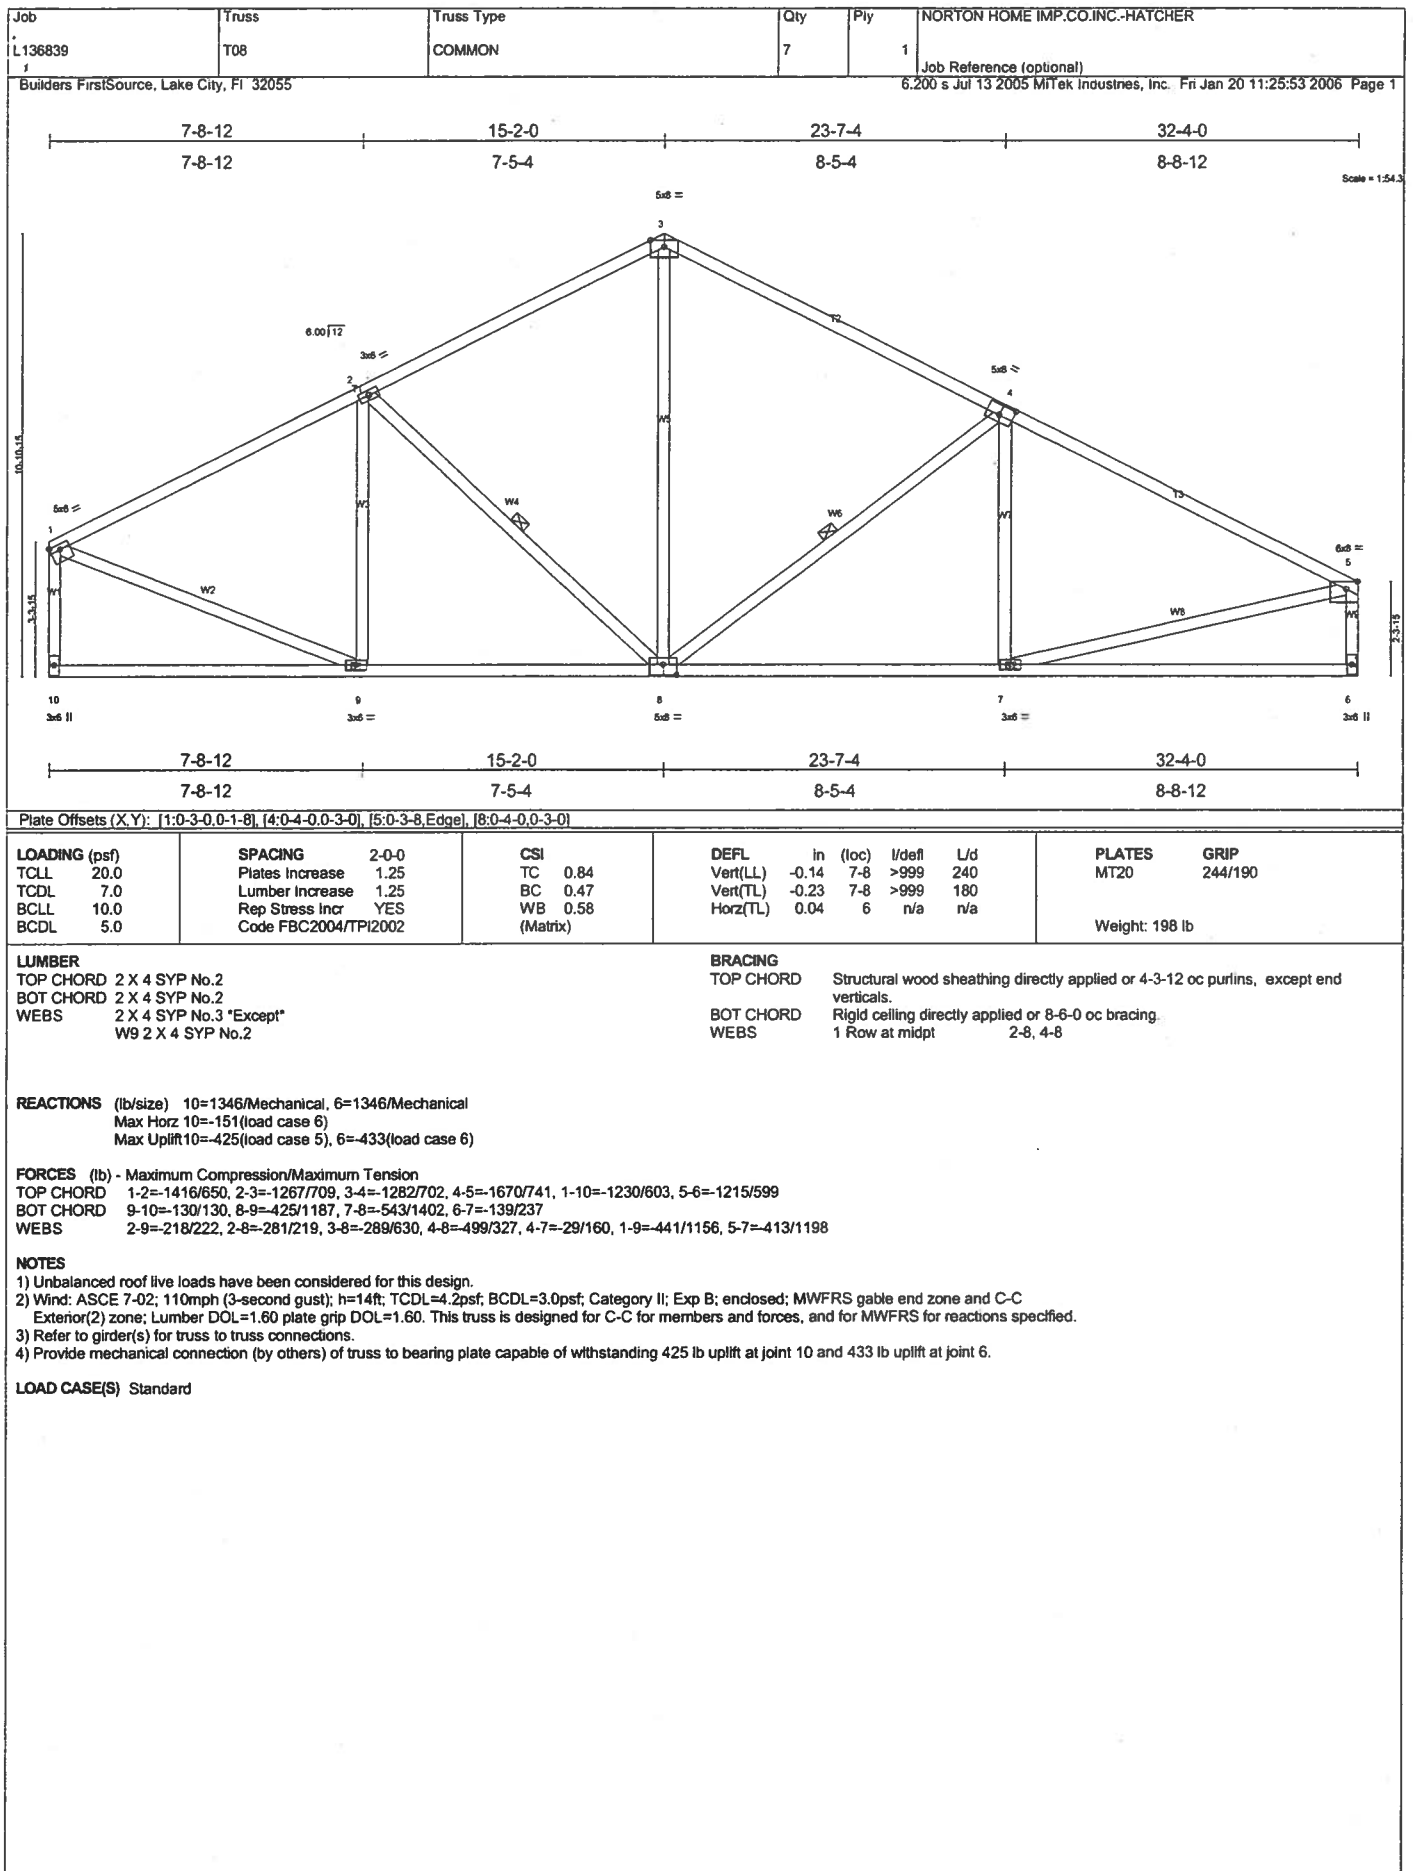 Job Truss Truss Type Qty Ply NORTON HOME IMP.CO.INC.-HATCHER
L136839 T08 COMMON 7 1
Job Reference (optional)
Builders FirstSource, Lake City, Fl 32055 6.200 s Jul 13 2005 MiTek Industries, Inc. Fri Jan 20 11:25:53 2006 Page 1
7-8-12 15-2-0 23-7-4 32-4-0
7-8-12 7-5-4 8-5-4 8-8-12
Scale = 1:54.3
5x6 =
3
T2
6.00 12
3x6 =
2
5x8 =
4
W5
10-10-15
T3
5x6 =
1
W3
W4
W6
W7
6x8 =
5
W1
W2
W8
W9
3-3-15
2-3-15
10 9 8 7 6
3x6 || 3x6 = 5x8 = 3x6 = 3x6 ||
7-8-12 15-2-0 23-7-4 32-4-0
7-8-12 7-5-4 8-5-4 8-8-12
Plate Offsets (X,Y): [1:0-3-0,0-1-8], [4:0-4-0,0-3-0], [5:0-3-8,Edge], [8:0-4-0,0-3-0]
LOADING (psf) SPACING 2-0-0 CSI DEFL in (loc) l/defl L/d PLATES GRIP
TCLL 20.0 Plates Increase 1.25 TC 0.84 Vert(LL) -0.14 7-8 >999 240 MT20 244/190
TCDL 7.0 Lumber Increase 1.25 BC 0.47 Vert(TL) -0.23 7-8 >999 180
BCLL 10.0 Rep Stress Incr YES WB 0.58 Horz(TL) 0.04 6 n/a n/a
BCDL 5.0 Code FBC2004/TPI2002 (Matrix) Weight: 198 lb
LUMBER BRACING
TOP CHORD 2 X 4 SYP No.2 TOP CHORD Structural wood sheathing directly applied or 4-3-12 oc purlins, except end
BOT CHORD 2 X 4 SYP No.2 verticals.
WEBS 2 X 4 SYP No.3 *Except* BOT CHORD Rigid ceiling directly applied or 8-6-0 oc bracing.
W9 2 X 4 SYP No.2 WEBS 1 Row at midpt 2-8, 4-8
REACTIONS (lb/size) 10=1346/Mechanical, 6=1346/Mechanical
Max Horz 10=-151(load case 6)
Max Uplift10=-425(load case 5), 6=-433(load case 6)
FORCES (lb) - Maximum Compression/Maximum Tension
TOP CHORD 1-2=-1416/650, 2-3=-1267/709, 3-4=-1282/702, 4-5=-1670/741, 1-10=-1230/603, 5-6=-1215/599
BOT CHORD 9-10=-130/130, 8-9=-425/1187, 7-8=-543/1402, 6-7=-139/237
WEBS 2-9=-218/222, 2-8=-281/219, 3-8=-289/630, 4-8=-499/327, 4-7=-29/160, 1-9=-441/1156, 5-7=-413/1198
NOTES
1) Unbalanced roof live loads have been considered for this design.
2) Wind: ASCE 7-02; 110mph (3-second gust); h=14ft; TCDL=4.2psf; BCDL=3.0psf; Category II; Exp B; enclosed; MWFRS gable end zone and C-C
Exterior(2) zone; Lumber DOL=1.60 plate grip DOL=1.60. This truss is designed for C-C for members and forces, and for MWFRS for reactions specified.
3) Refer to girder(s) for truss to truss connections.
4) Provide mechanical connection (by others) of truss to bearing plate capable of withstanding 425 lb uplift at joint 10 and 433 lb uplift at joint 6.
LOAD CASE(S) Standard